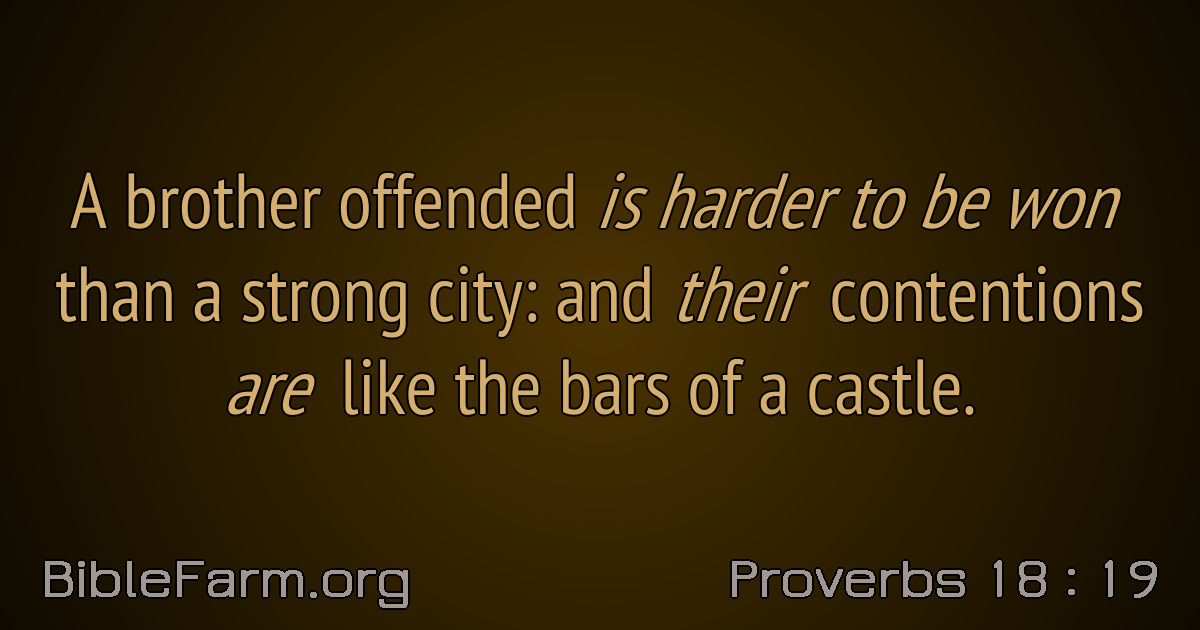 A brother offended is harder to be won
than a strong city: and their contentions
are like the bars of a castle.
BibleFarm.org
Proverbs 18 : 19